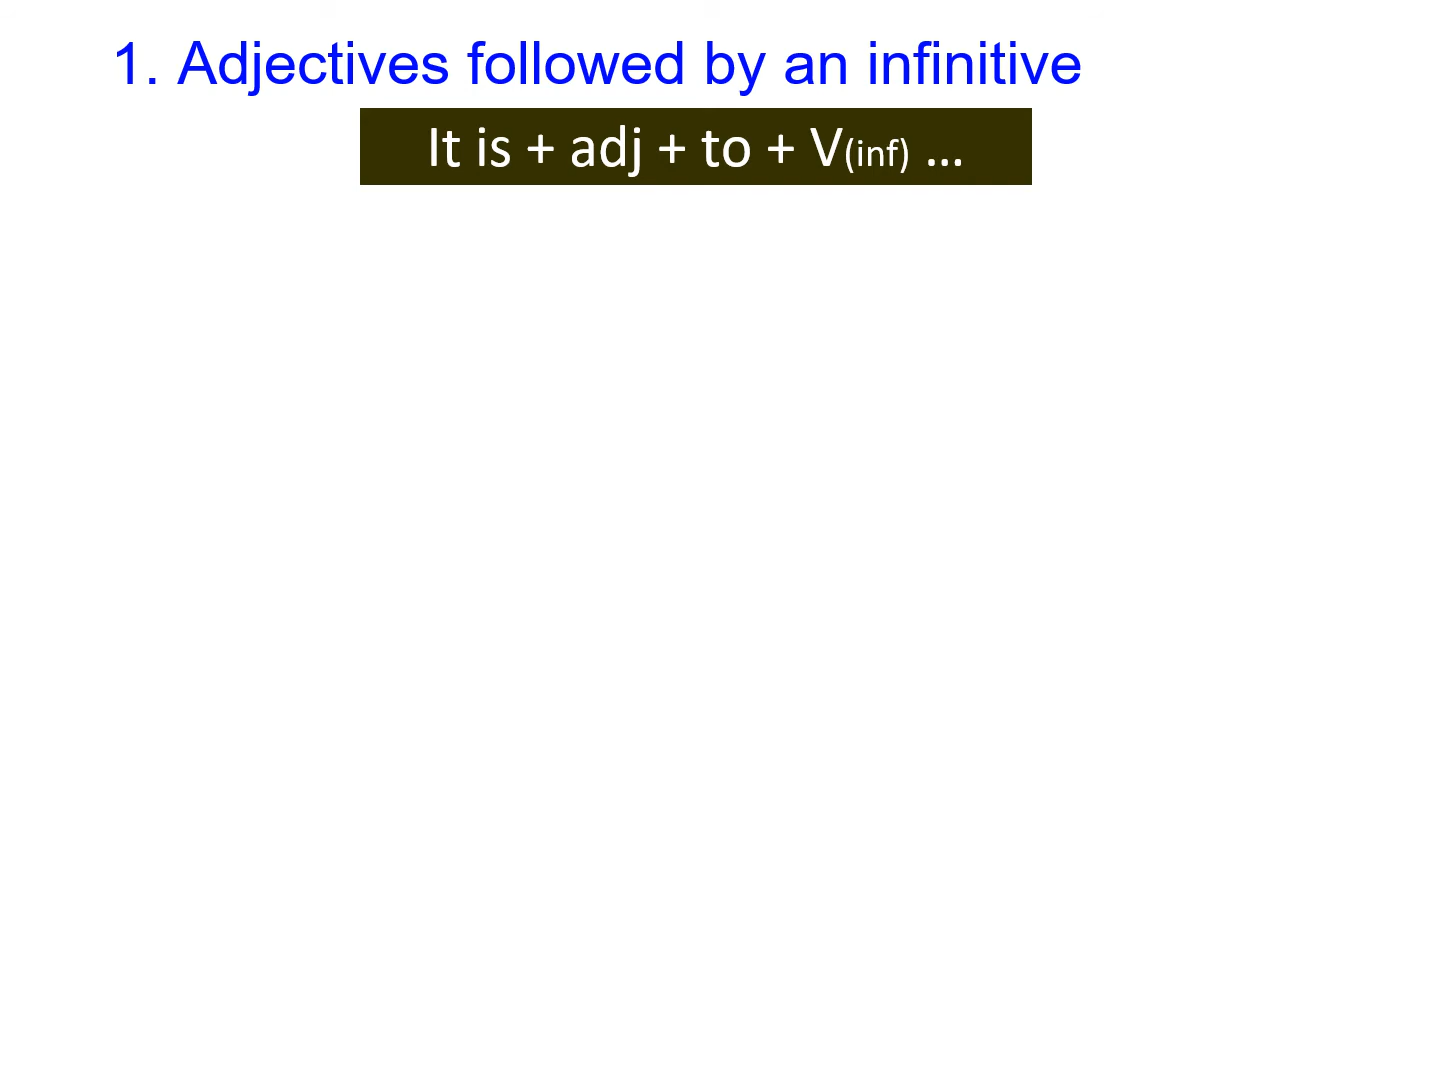 1. Adjectives followed by an infinitive
It is + adj + to + V(inf) ...